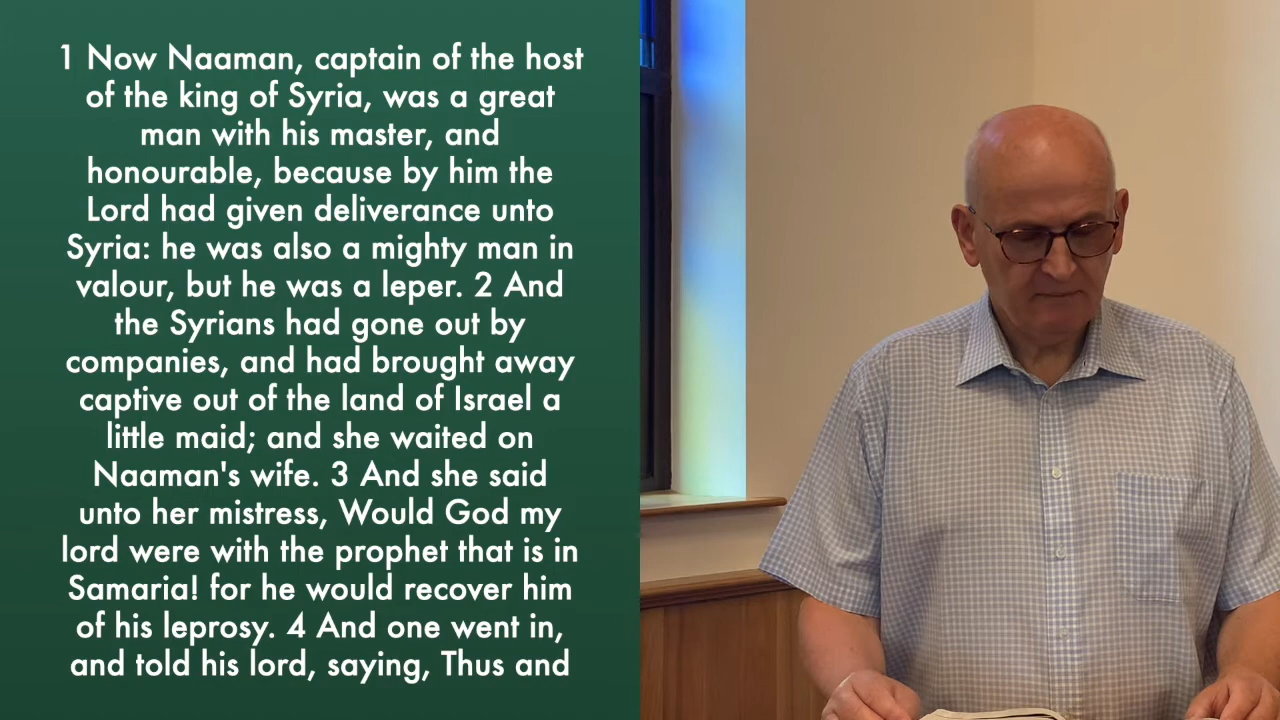 1 Now Naaman, captain of the host
of the king of Syria, was a great
man with his master, and
honourable, because by him the
Lord had given deliverance unto
Syria: he was also a mighty man in
valour, but he was a leper. 2 And
the Syrians had gone out by
companies, and had brought away
captive out of the land of Israel a
little maid; and she waited on
Naaman's wife. 3 And she said
unto her mistress, Would God my
lord were with the prophet that is in
Samaria! for he would recover him
of his leprosy. 4 And one went in,
and told his lord, saying, Thus and